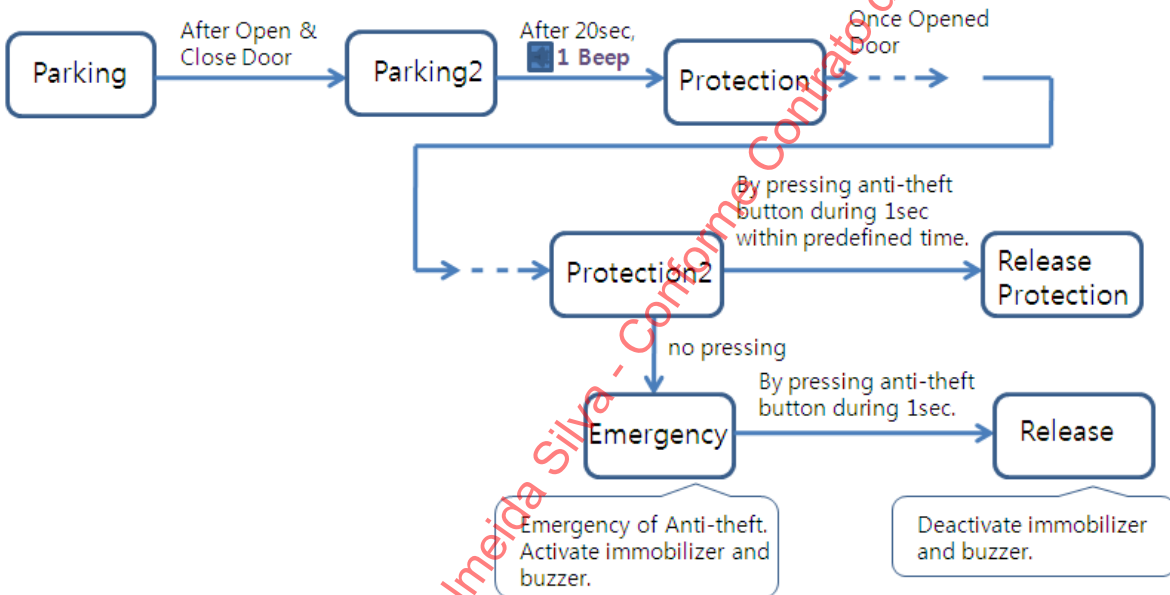 After Open &
Close Door
After 20sec,
1 Beep
Once Opened
Door
Parking
Parking2
Protection
By pressing anti-theft
button during 1sec
within predefined time.
Protection2
Release
Protection
no pressing
By pressing anti-theft
button during 1sec.
Emergency
Release
Emergency of Anti-theft.
Activate immobilizer and
buzzer.
Deactivate immobilizer
and buzzer.
lmeida Silva - Conforme Contrato